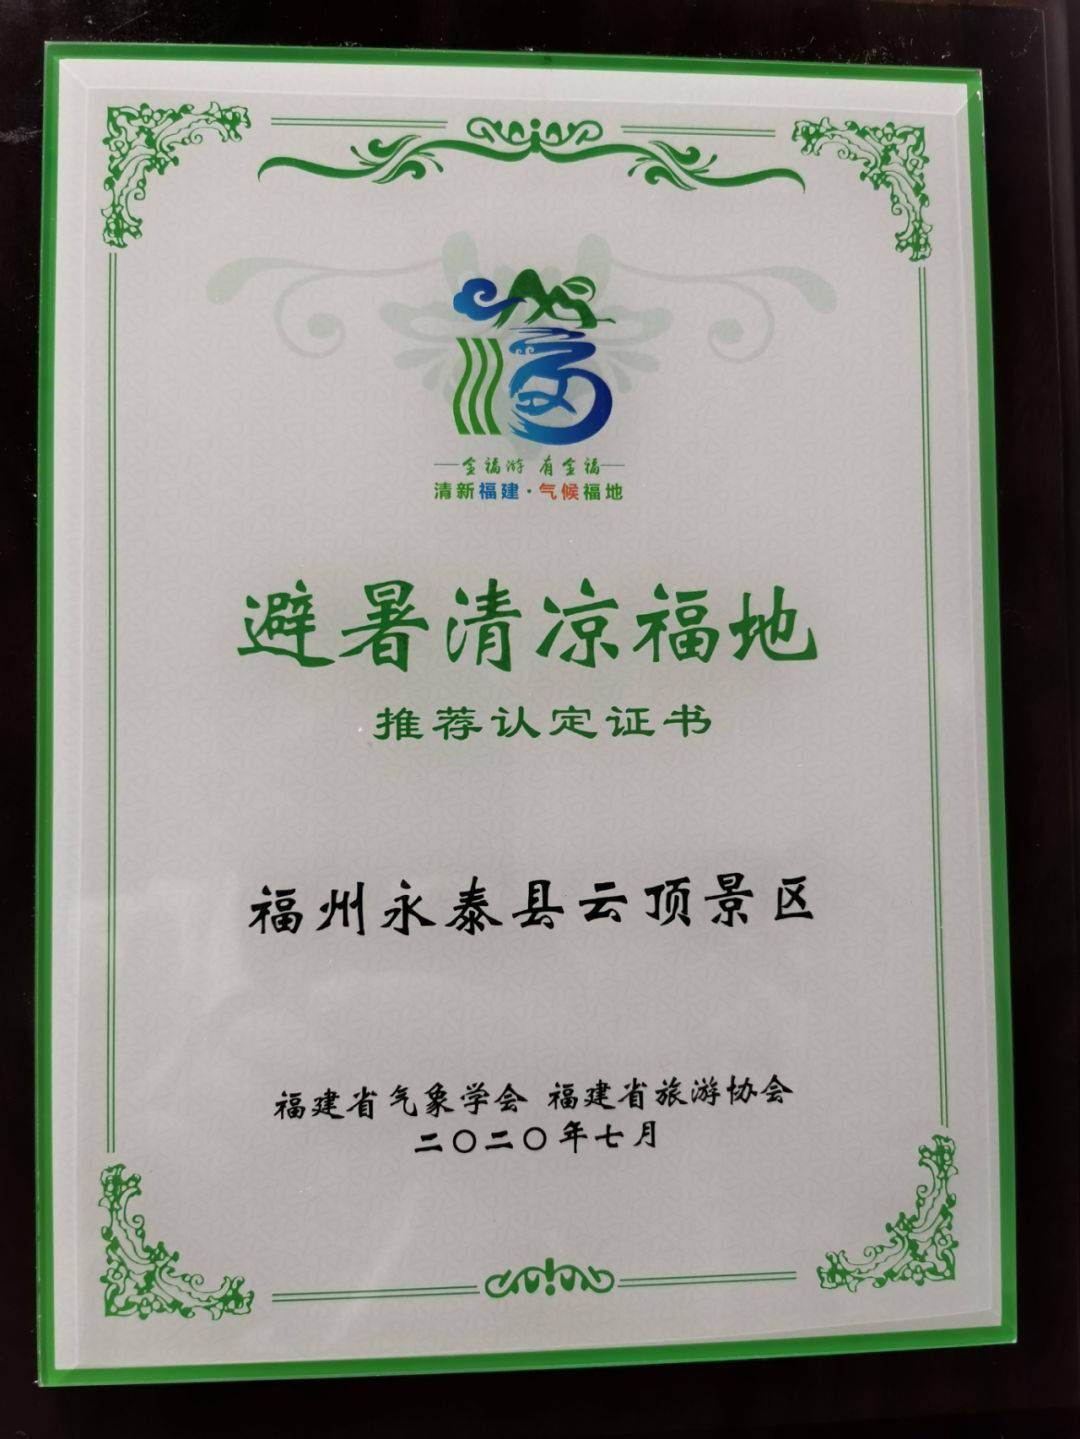 全福游 有全福
清新福建·气候福地
避暑清凉福地
推荐认定证书
福州永泰县云顶景区
福建省气象学会 福建省旅游协会
二〇二〇年七月